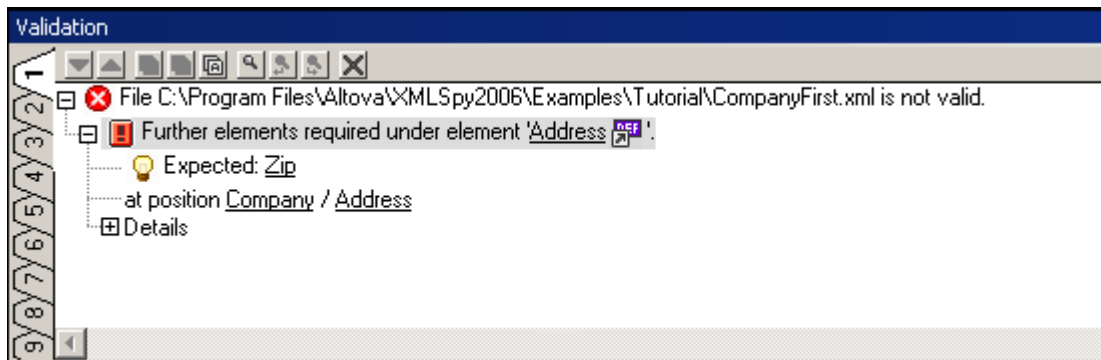 Validation
File C:\Program Files\Altova\XMLSpy2006\Examples\Tutorial\CompanyFirst.xml is not valid.
Further elements required under element 'Address DEF '.
Expected: Zip
at position Company / Address
Details
1
2
3
4
5
6
7
8
9